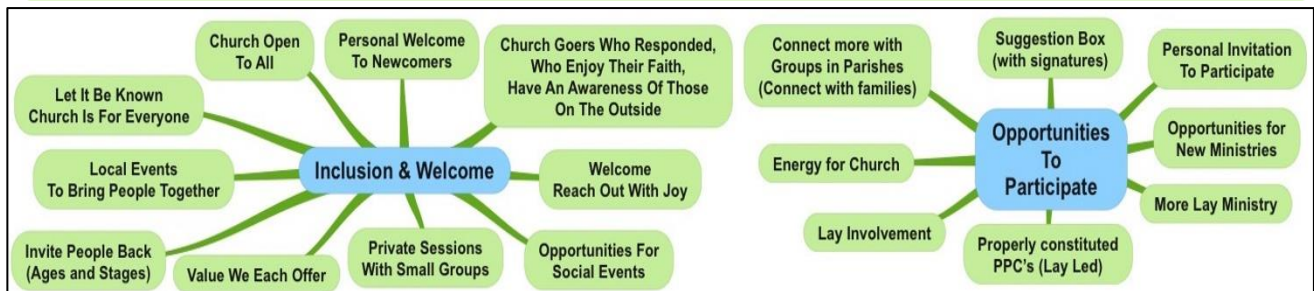 Church Open
To All
Personal Welcome
To Newcomers
Church Goers Who Responded,
Who Enjoy Their Faith,
Have An Awareness Of Those
On The Outside
Let It Be Known
Church Is For Everyone
Inclusion & Welcome
Local Events
To Bring People Together
Welcome
Reach Out With Joy
Invite People Back
(Ages and Stages)
Value We Each Offer
Private Sessions
With Small Groups
Opportunities For
Social Events
Connect more with
Groups in Parishes
(Connect with families)
Suggestion Box
(with signatures)
Personal Invitation
To Participate
Opportunities
To
Participate
Opportunities for
New Ministries
Energy for Church
More Lay Ministry
Lay Involvement
Properly constituted
PPC's (Lay Led)